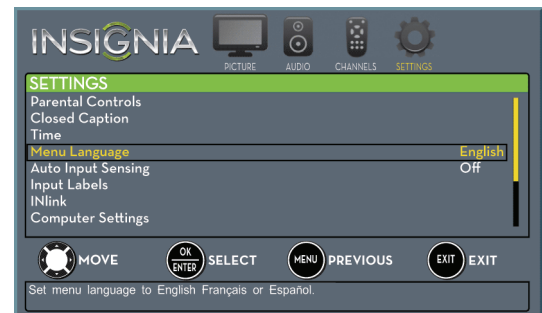 INSIGNIA
PICTURE AUDIO CHANNELS SETTINGS
SETTINGS
Parental Controls
Closed Caption
Time
Menu Language English
Auto Input Sensing Off
Input Labels
INlink
Computer Settings
MOVE OK ENTER SELECT MENU PREVIOUS EXIT EXIT
Set menu language to English Français or Español.